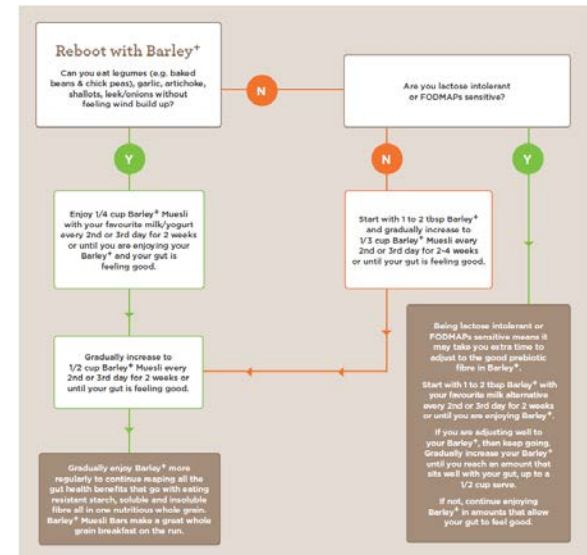 Reboot with Barley⁺
Can you eat legumes (e.g. baked
beans & chick peas), garlic, artichoke,
shallots, leek/onions without
feeling wind build up?
N
Are you lactose intolerant
or FODMAPs sensitive?
Y
N
Y
Enjoy 1/4 cup Barley⁺ Muesli
with your favourite milk/yogurt
every 2nd or 3rd day for 2 weeks
or until you are enjoying your
Barley⁺ and your gut is
feeling good.
Start with 1 to 2 tbsp Barley⁺
and gradually increase to
1/3 cup Barley⁺ Muesli every
2nd or 3rd day for 2-4 weeks
or until your gut is feeling good.
Gradually increase to
1/2 cup Barley⁺ Muesli every
2nd or 3rd day for 2 weeks or
until your gut is feeling good.
Being lactose intolerant or
FODMAPs sensitive means it
may take you extra time to
adjust to the good prebiotic
fibre in Barley⁺.
Start with 1 to 2 tbsp Barley⁺ with
your favourite milk alternative
every 2nd or 3rd day for 2 weeks
or until you are enjoying Barley⁺.
If you are adjusting well to
your Barley⁺, then keep going.
Gradually increase your Barley⁺
until you reach an amount that
sits well with your gut, up to a
1/2 cup serve.
If not, continue enjoying
Barley⁺ in amounts that allow
your gut to feel good.
Gradually enjoy Barley⁺ more
regularly to continue reaping all the
gut health benefits that go with eating
resistant starch, soluble and insoluble
fibre all in one nutritious whole grain.
Barley⁺ Muesli Bars make a great whole
grain breakfast on the run.